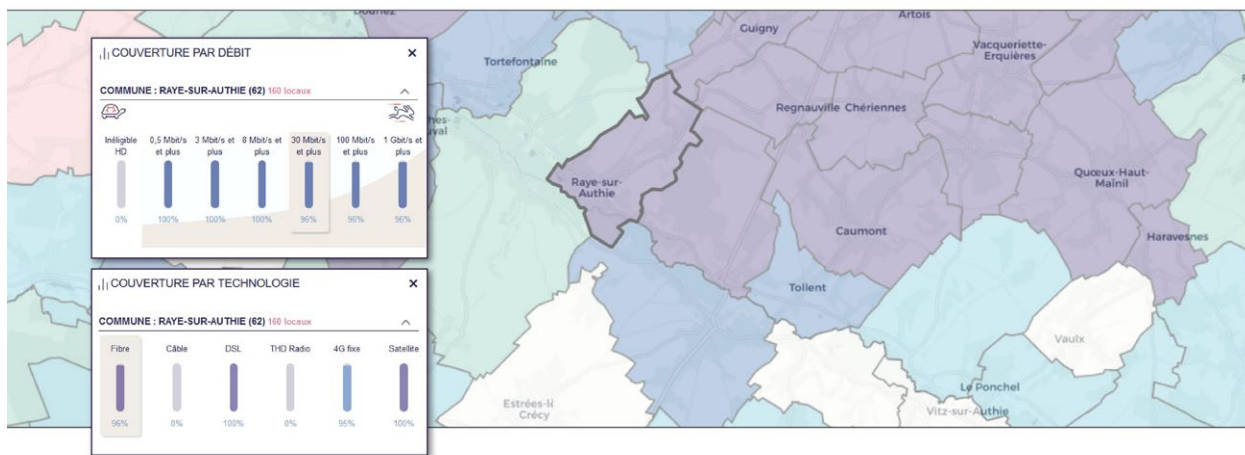 COUVERTURE PAR DÉBIT
×
COMMUNE : RAYE-SUR-AUTHIE (62) 160 locaux
Inéligible HD
0,5 Mbit/s et plus
3 Mbit/s et plus
8 Mbit/s et plus
30 Mbit/s et plus
100 Mbit/s et plus
1 Gbit/s et plus
0%
100%
100%
100%
96%
96%
96%
COUVERTURE PAR TECHNOLOGIE
×
COMMUNE : RAYE-SUR-AUTHIE (62) 160 locaux
Fibre
Câble
DSL
THD Radio
4G fixe
Satellite
96%
0%
100%
0%
95%
100%
Tortefontaine
Guigny
Artois
Vacqueriette-
Erquières
Regnauville
Chériennes
Raye-sur-
Authie
Quœux-Haut-
Maînil
Caumont
Haravesnes
Tollent
Vaulx
Le Ponchel
Vitz-sur-Authie
Estrées-lè
Crécy